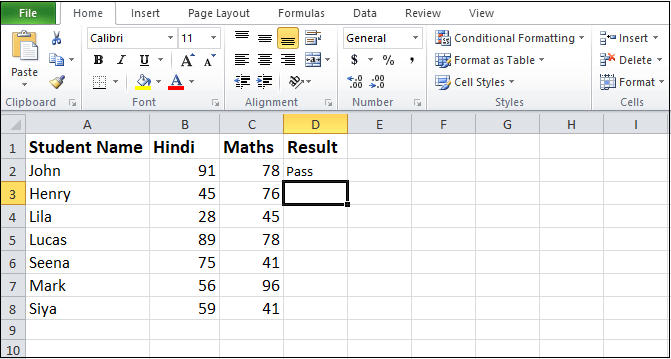 File Home Insert Page Layout Formulas Data Review View
Calibri 11 General Conditional Formatting Insert
Paste B I U $ % , Format as Table Delete
A Cell Styles Format
Clipboard Font Alignment Number Styles Cells
A B C D E F G H I
1 Student Name Hindi Maths Result
2 John 91 78 Pass
3 Henry 45 76
4 Lila 28 45
5 Lucas 89 78
6 Seena 75 41
7 Mark 56 96
8 Siya 59 41
9
10